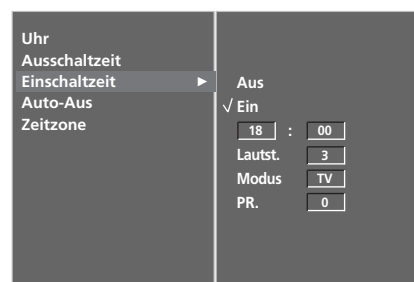 Uhr
Ausschaltzeit
Einschaltzeit ►
Auto-Aus
Zeitzone
Aus
√ Ein
18 : 00
Lautst. 3
Modus TV
PR. 0